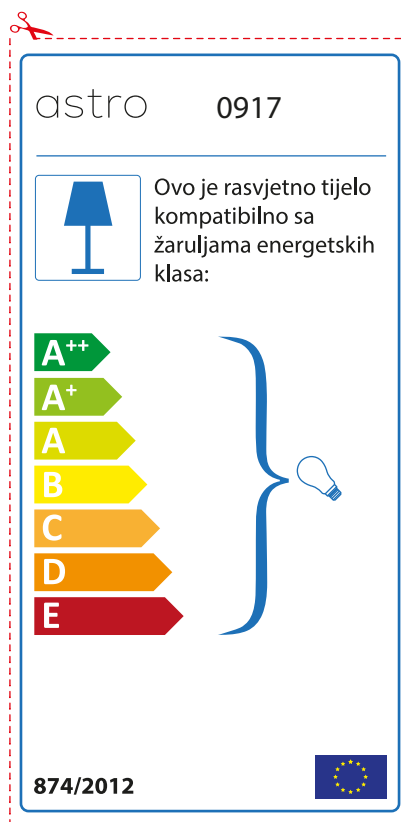 astro 0917
Ovo je rasvjetno tijelo
kompatibilno sa
žaruljama energetskih
klasa:
A++
A+
A
B
C
D
E
874/2012